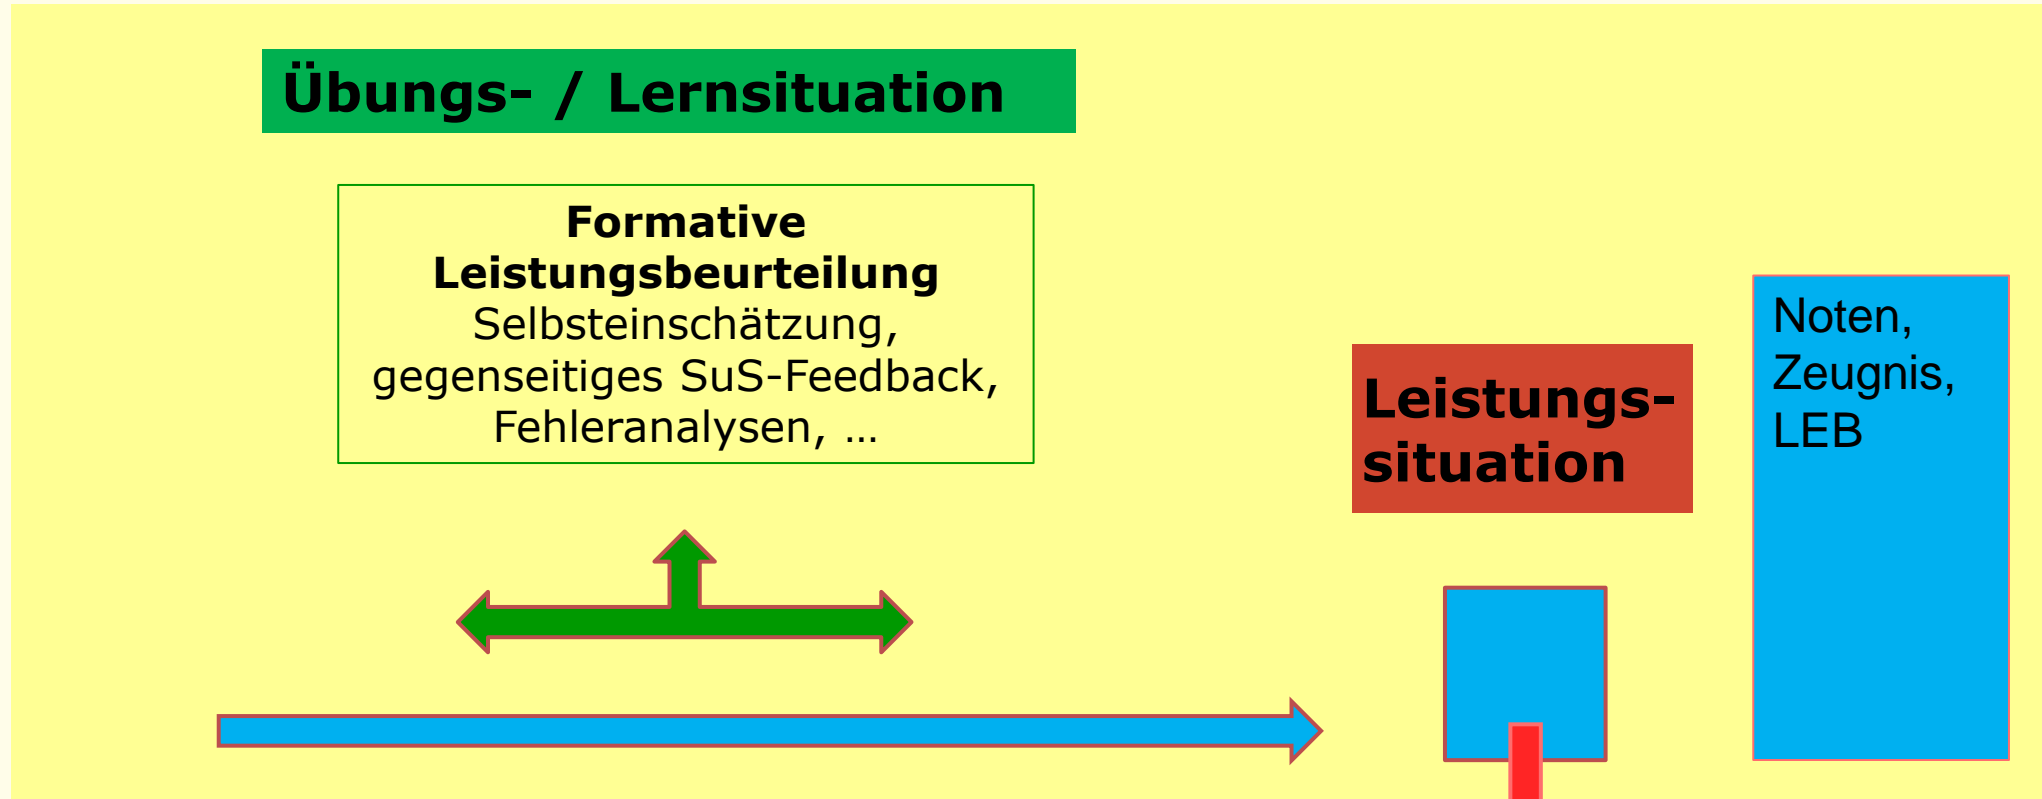 Übungs- / Lernsituation
Formative
Leistungsbeurteilung
Selbsteinschätzung,
gegenseitiges SuS-Feedback,
Fehleranalysen, …
Leistungs-
situation
Noten,
Zeugnis,
LEB